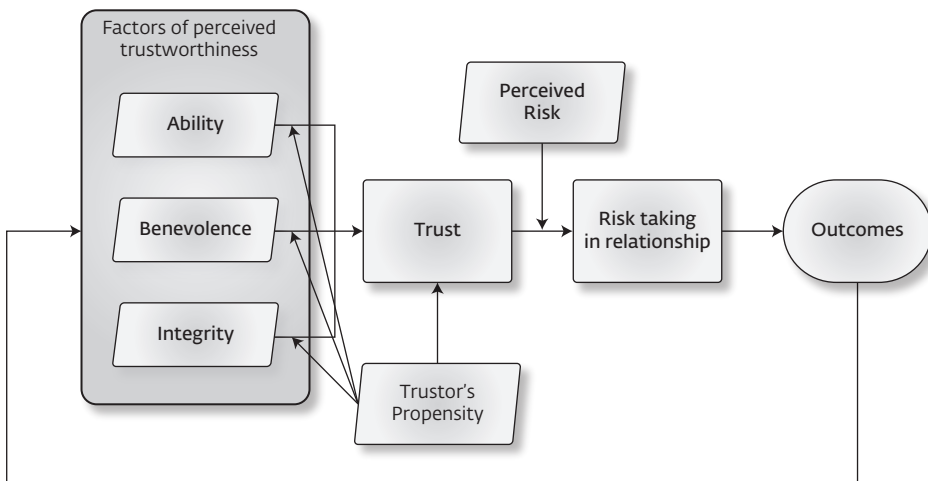 Factors of perceived
trustworthiness
Ability
Benevolence
Integrity
Perceived
Risk
Trust
Risk taking
in relationship
Outcomes
Trustor's
Propensity